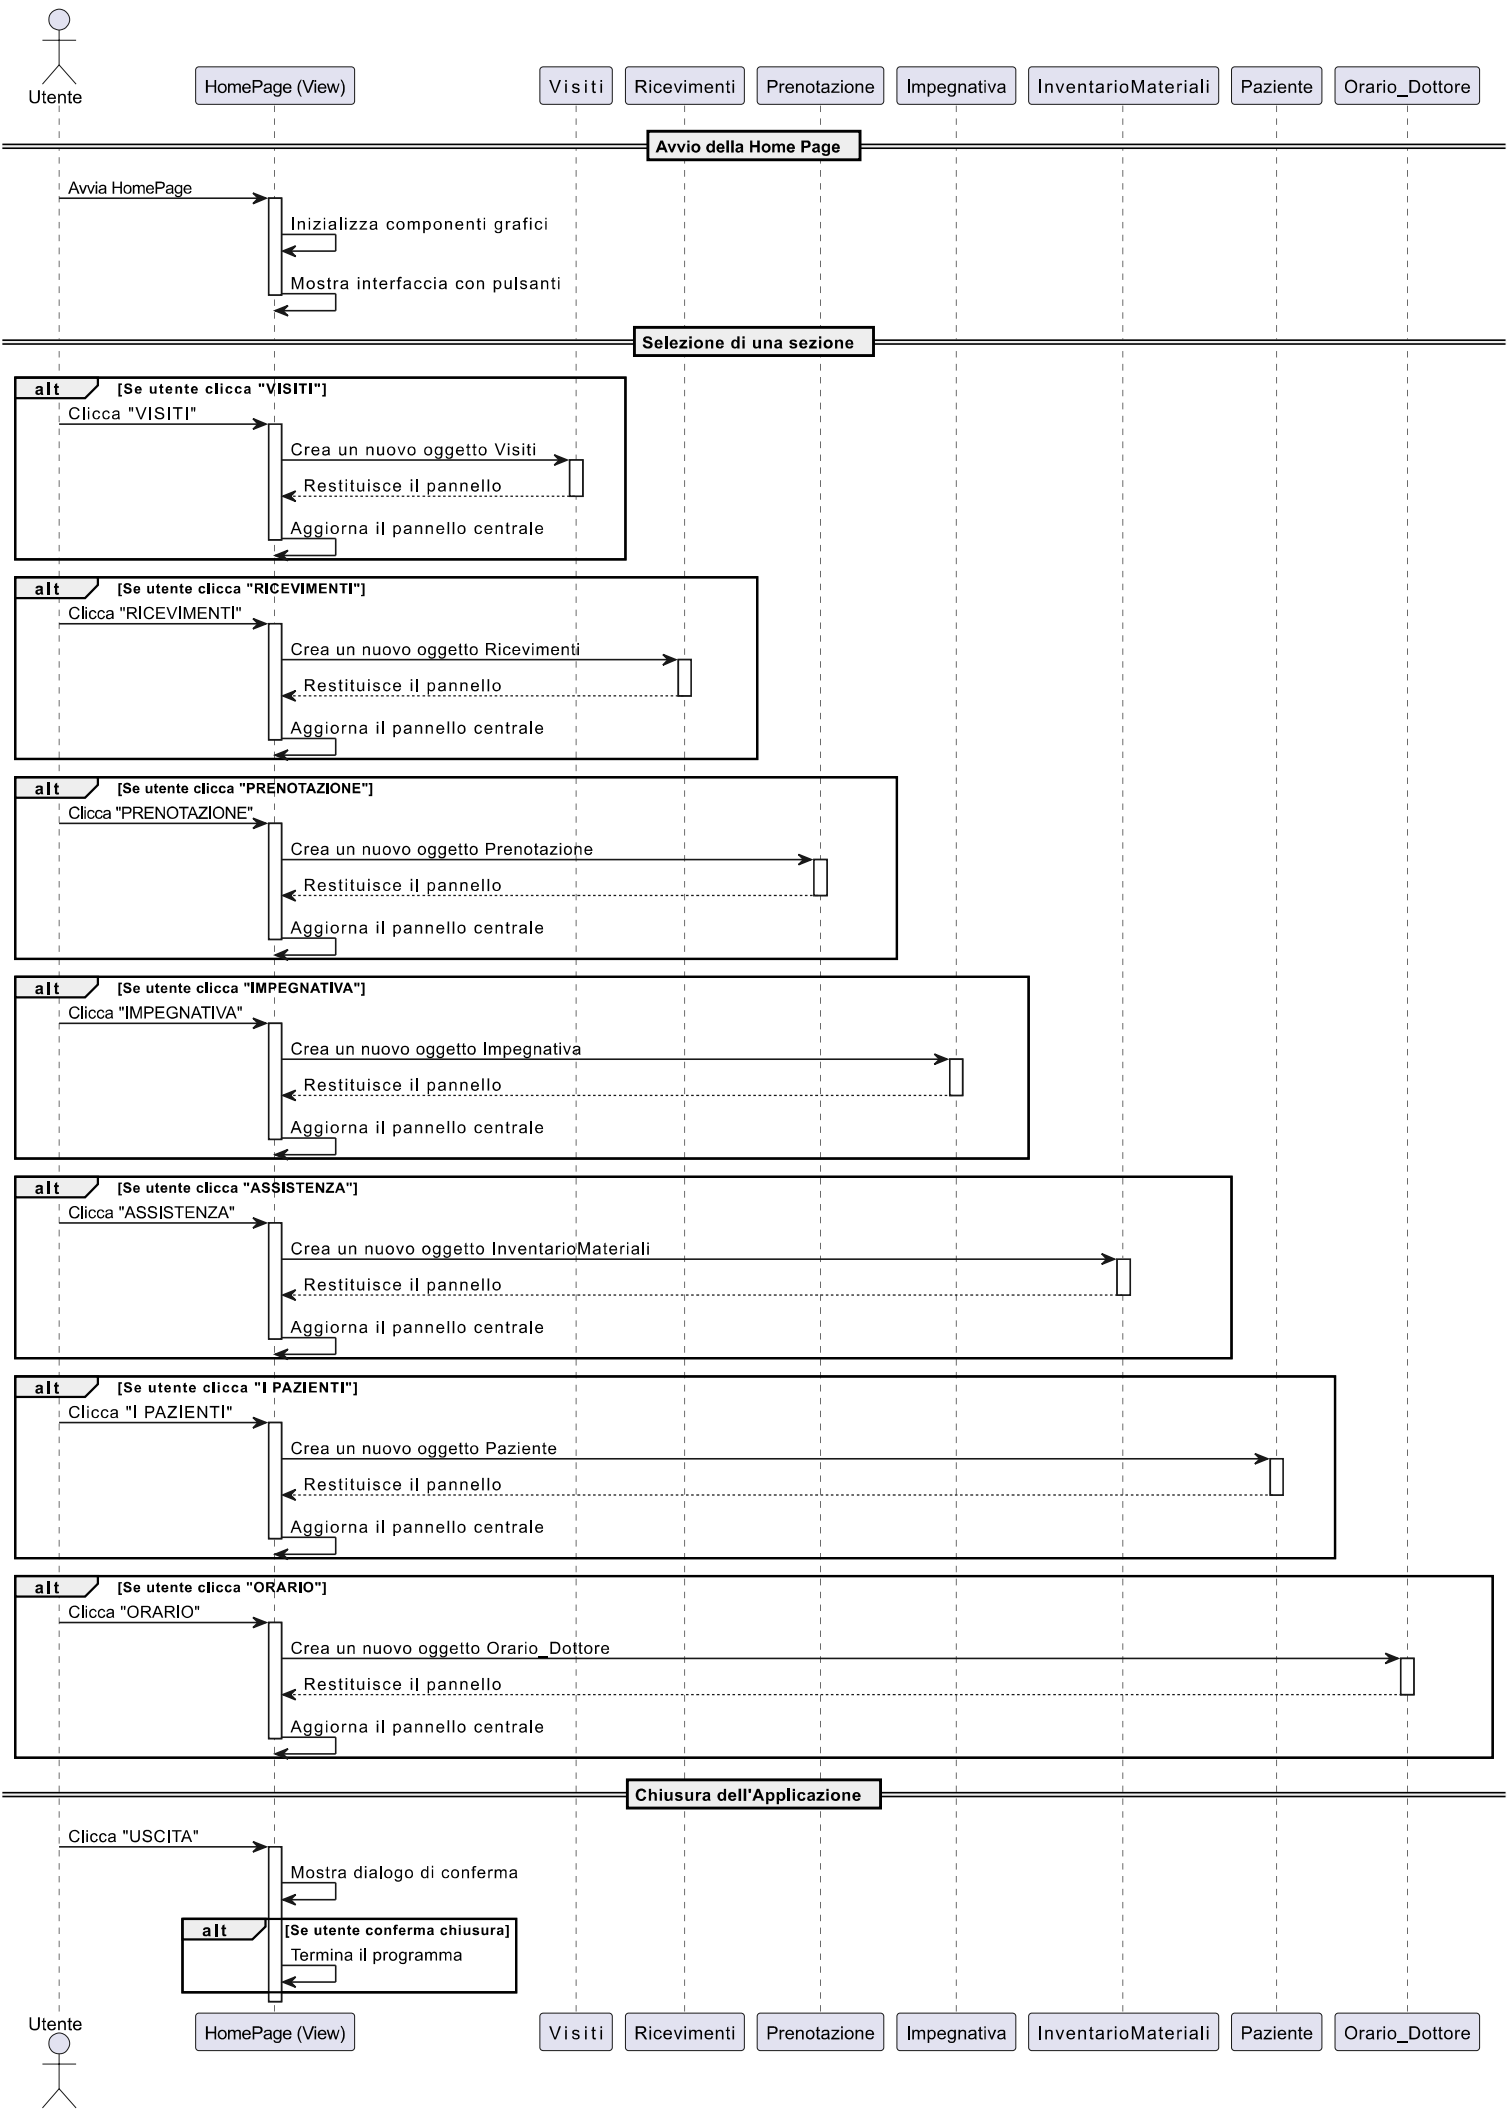 Utente
HomePage (View)
Visiti
Ricevimenti
Prenotazione
Impegnativa
InventarioMateriali
Paziente
Orario_Dottore
Avvio della Home Page
Avvia HomePage
Inizializza componenti grafici
Mostra interfaccia con pulsanti
Selezione di una sezione
alt [Se utente clicca "VISITI"]
Clicca "VISITI"
Crea un nuovo oggetto Visiti
Restituisce il pannello
Aggiorna il pannello centrale
alt [Se utente clicca "RICEVIMENTI"]
Clicca "RICEVIMENTI"
Crea un nuovo oggetto Ricevimenti
Restituisce il pannello
Aggiorna il pannello centrale
alt [Se utente clicca "PRENOTAZIONE"]
Clicca "PRENOTAZIONE"
Crea un nuovo oggetto Prenotazione
Restituisce il pannello
Aggiorna il pannello centrale
alt [Se utente clicca "IMPEGNATIVA"]
Clicca "IMPEGNATIVA"
Crea un nuovo oggetto Impegnativa
Restituisce il pannello
Aggiorna il pannello centrale
alt [Se utente clicca "ASSISTENZA"]
Clicca "ASSISTENZA"
Crea un nuovo oggetto InventarioMateriali
Restituisce il pannello
Aggiorna il pannello centrale
alt [Se utente clicca "I PAZIENTI"]
Clicca "I PAZIENTI"
Crea un nuovo oggetto Paziente
Restituisce il pannello
Aggiorna il pannello centrale
alt [Se utente clicca "ORARIO"]
Clicca "ORARIO"
Crea un nuovo oggetto Orario_Dottore
Restituisce il pannello
Aggiorna il pannello centrale
Chiusura dell'Applicazione
Clicca "USCITA"
Mostra dialogo di conferma
alt [Se utente conferma chiusura]
Termina il programma
Utente
HomePage (View)
Visiti
Ricevimenti
Prenotazione
Impegnativa
InventarioMateriali
Paziente
Orario_Dottore